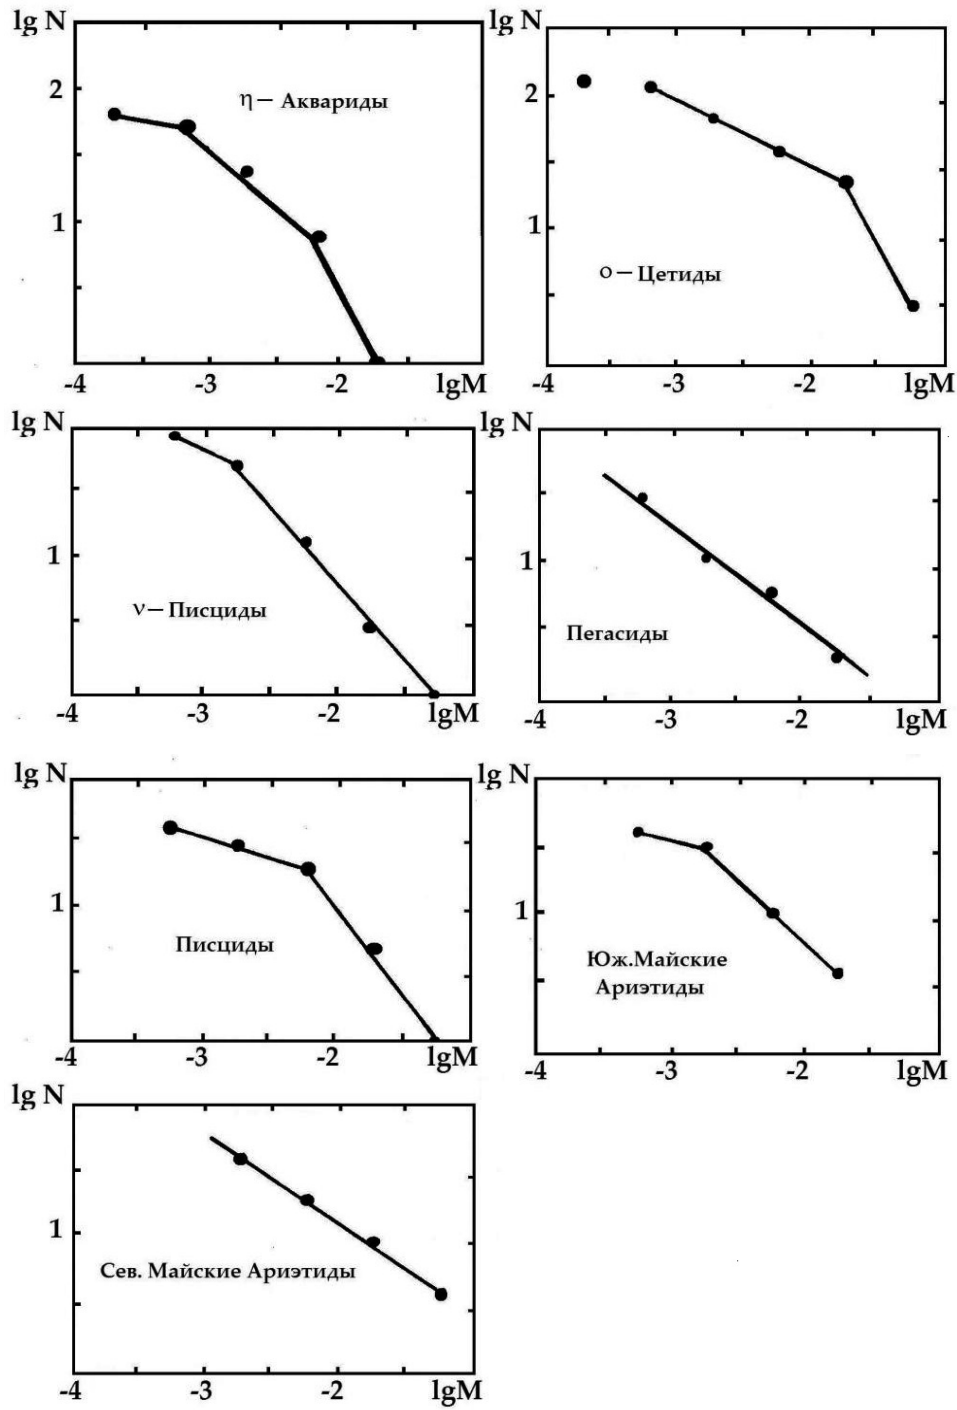 lg N
2
η – Аквариды
1
-4
-3
-2
lgM
lg N
2
1
ο – Цетиды
-4
-3
-2
lgM
lg N
1
ν – Писциды
-4
-3
-2
lgM
lg N
1
Пегасиды
-4
-3
-2
lgM
lg N
1
Писциды
-4
-3
-2
lgM
lg N
1
Юж.Майские
Ариэтиды
-4
-3
-2
lgM
lg N
1
Сев. Майские Ариэтиды
-4
-3
-2
lgM